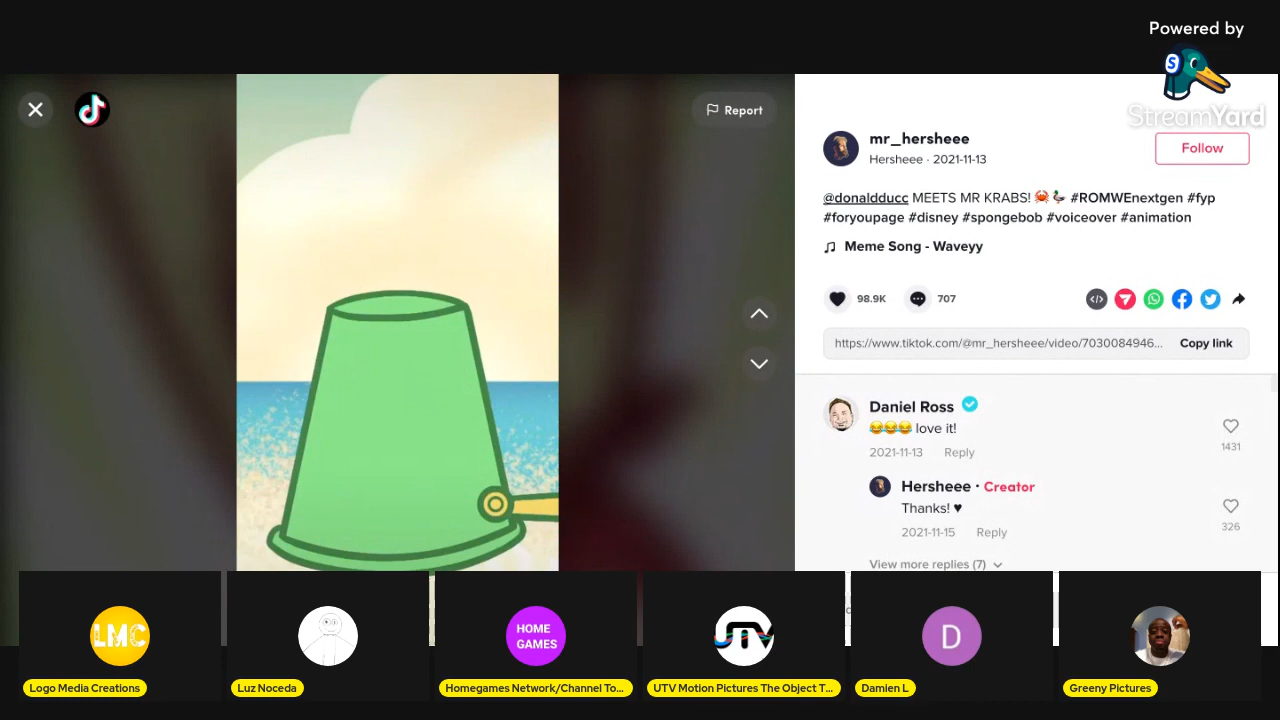 Powered by
S
StreamYard
Report
mr_hersheee
Hersheee · 2021-11-13
Follow
@donaldducc MEETS MR KRABS! 🦀🦆 #ROMWEnextgen #fyp
#foryoupage #disney #spongebob #voiceover #animation
Meme Song - Waveyy
98.9K
707
https://www.tiktok.com/@mr_hersheee/video/7030084946...
Copy link
Daniel Ross
😂😂😂 love it!
2021-11-13 Reply
1431
Hersheee · Creator
Thanks! ♥
2021-11-15 Reply
326
View more replies (7)
LMC
HOME
GAMES
UTV
D
Logo Media Creations
Luz Noceda
Homegames Network/Channel To...
UTV Motion Pictures The Object T...
Damien L
Greeny Pictures